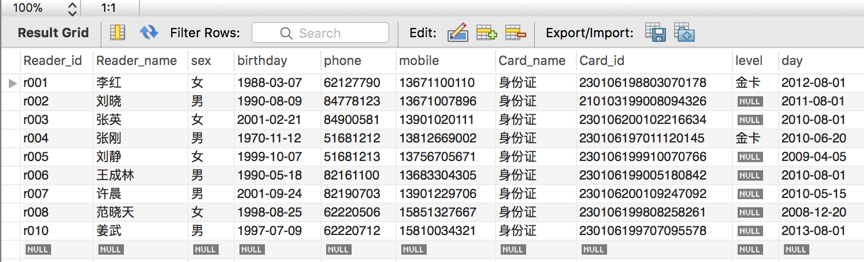 100% 1:1
Result Grid Filter Rows: Search Edit: Export/Import:
Reader_id Reader_name sex birthday phone mobile Card_name Card_id level day
r001 李红 女 1988-03-07 62127790 13671100110 身份证 230106198803070178 金卡 2012-08-01
r002 刘晓 男 1990-08-09 84778123 13671007896 身份证 210103199008094326 NULL 2011-08-01
r003 张英 女 2001-02-21 84900581 13901020111 身份证 230106200102216634 NULL 2010-08-01
r004 张刚 男 1970-11-12 51681212 13812669002 身份证 230106197011120145 金卡 2010-06-20
r005 刘静 女 1999-10-07 51681213 13756705671 身份证 230106199910070766 NULL 2009-04-05
r006 王成林 男 1990-05-18 82161100 13683304305 身份证 230106199005180842 NULL 2010-08-01
r007 许晨 男 2001-09-24 82190703 13901229706 身份证 230106200109247092 NULL 2010-05-15
r008 范晓天 女 1998-08-25 62220506 15851327667 身份证 230106199808258261 NULL 2008-12-20
r010 姜武 男 1997-07-09 62220712 15810034321 身份证 230106199707095578 NULL 2013-08-01
NULL NULL NULL NULL NULL NULL NULL NULL NULL NULL